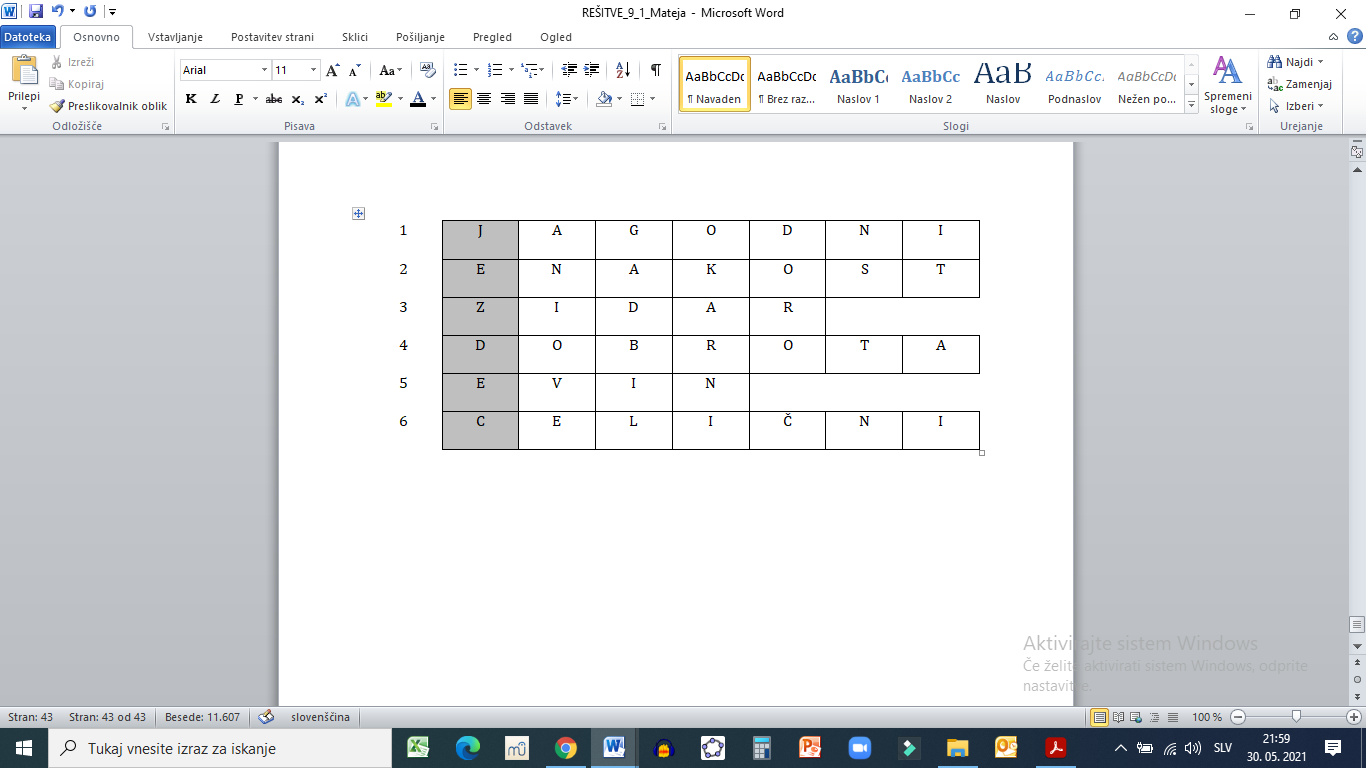 REŠITVE_9_1_Mateja - Microsoft Word
Datoteka Osnovno Vstavljanje Postavitev strani Sklici Pošiljanje Pregled Ogled
Prilepi
Izreži
Kopiraj
Preslikovalnik oblik
Odložišče
Arial 11
Pisava
Odstavek
AaBbCcDc AaBbCcDc AaBbCc AaBbCc AaB AaBbCc. AaBbCcDc
¶ Navaden ¶ Brez raz... Naslov 1 Naslov 2 Naslov Podnaslov Nežen po...
Spremeni
sloge
Slogi
Najdi
Zamenjaj
Izberi
Urejanje
1 J A G O D N I
2 E N A K O S T
3 Z I D A R
4 D O B R O T A
5 E V I N
6 C E L I Č N I
Aktivirajte sistem Windows
Če želite aktivirati sistem Windows, odprite
nastavitve.
Stran: 43 Stran: 43 od 43 Besede: 11.607 slovenščina 100 %
Tukaj vnesite izraz za iskanje
SLV
21:59
30. 05. 2021